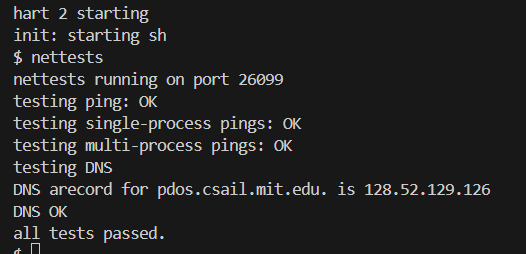 hart 2 starting
init: starting sh
$ nettests
nettests running on port 26099
testing ping: OK
testing single-process pings: OK
testing multi-process pings: OK
testing DNS
DNS arecord for pdos.csail.mit.edu. is 128.52.129.126
DNS OK
all tests passed.
$